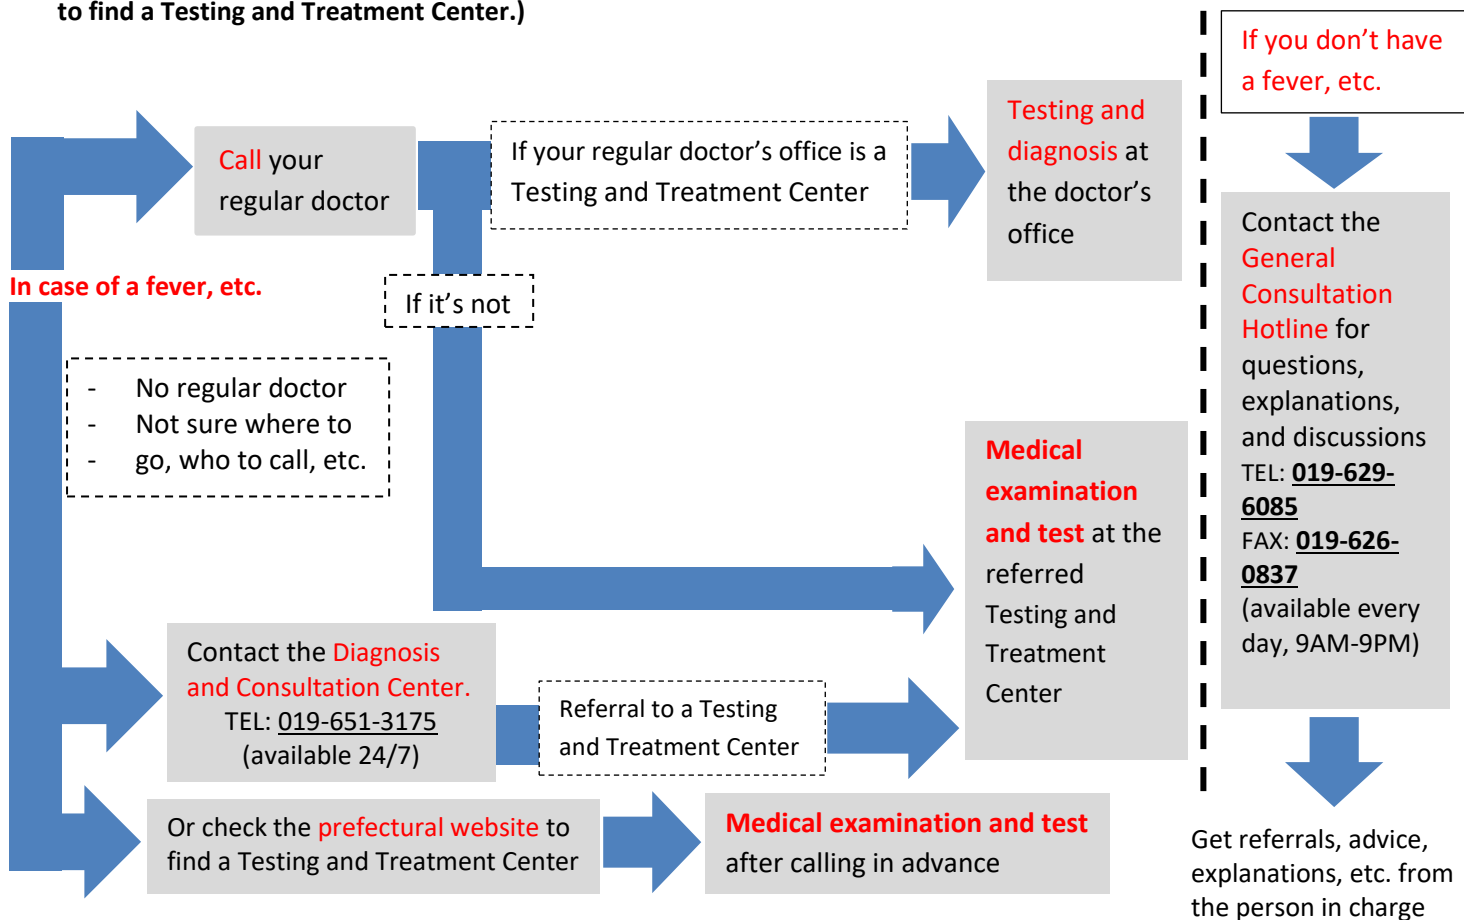 to find a Testing and Treatment Center.)
Call your
regular doctor
If your regular doctor’s office is a
Testing and Treatment Center
Testing and
diagnosis at
the doctor’s
office
In case of a fever, etc.
If it’s not
- No regular doctor
- Not sure where to
- go, who to call, etc.
Medical
examination
and test at the
referred
Testing and
Treatment
Center
Contact the Diagnosis
and Consultation Center.
TEL: 019-651-3175
(available 24/7)
Referral to a Testing
and Treatment Center
Or check the prefectural website to
find a Testing and Treatment Center
Medical examination and test
after calling in advance
If you don’t have
a fever, etc.
Contact the
General
Consultation
Hotline for
questions,
explanations,
and discussions
TEL: 019-629-
6085
FAX: 019-626-
0837
(available every
day, 9AM-9PM)
Get referrals, advice,
explanations, etc. from
the person in charge